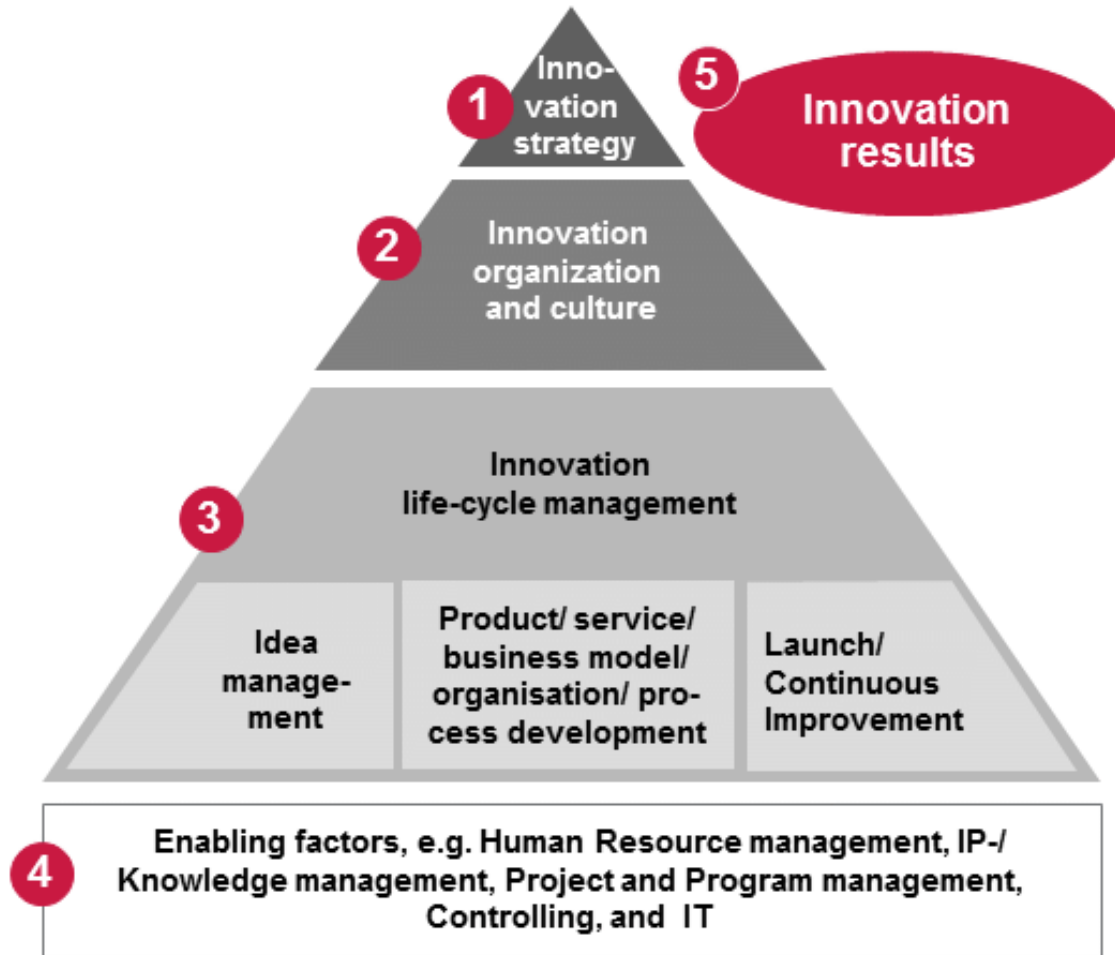 1
Inno-
vation
strategy
5
Innovation
results
2
Innovation
organization
and culture
3
Innovation
life-cycle management
Idea
manage-
ment
Product/ service/
business model/
organisation/ pro-
cess development
Launch/
Continuous
Improvement
4
Enabling factors, e.g. Human Resource management, IP-/
Knowledge management, Project and Program management,
Controlling, and IT